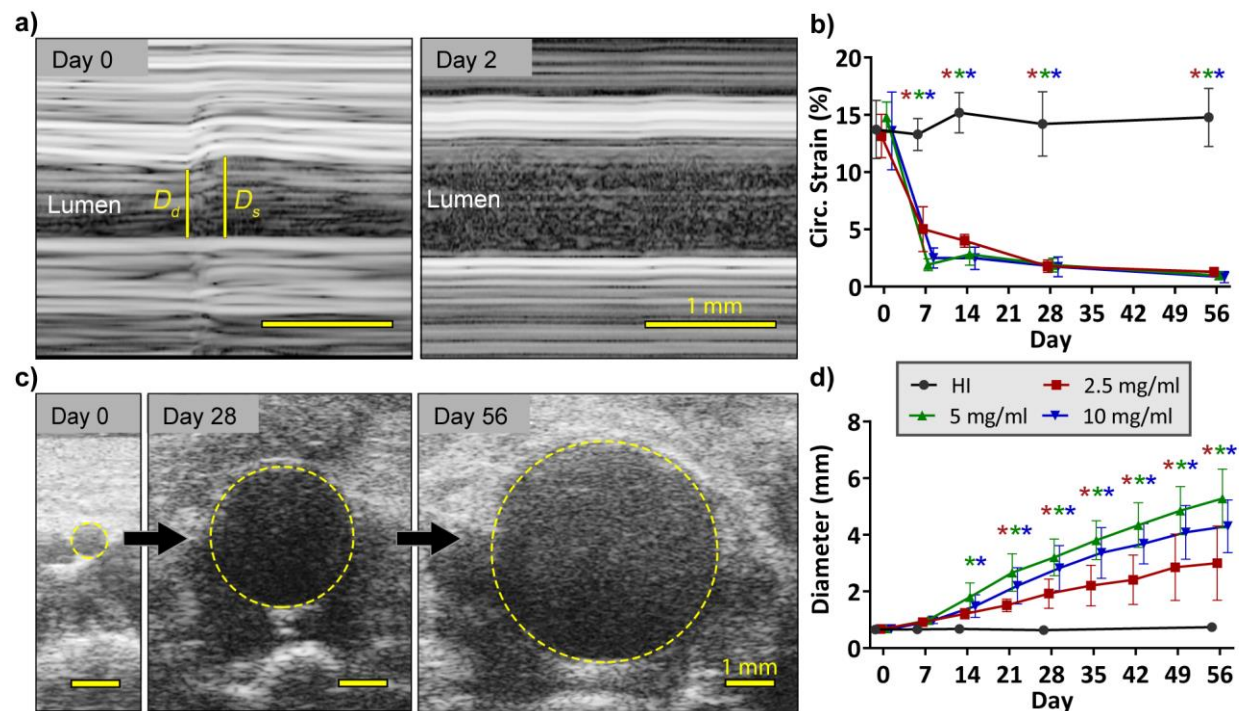 a)
Day 0
Lumen
D_d
D_s
Day 2
Lumen
1 mm
b)
***
***
***
***
Circ. Strain (%)
20
15
10
5
0
0 7 14 21 28 35 42 49 56
Day
c)
Day 0
Day 28
Day 56
1 mm
d)
HI
2.5 mg/ml
5 mg/ml
10 mg/ml
**
***
***
***
***
***
***
Diameter (mm)
8
6
4
2
0
0 7 14 21 28 35 42 49 56
Day